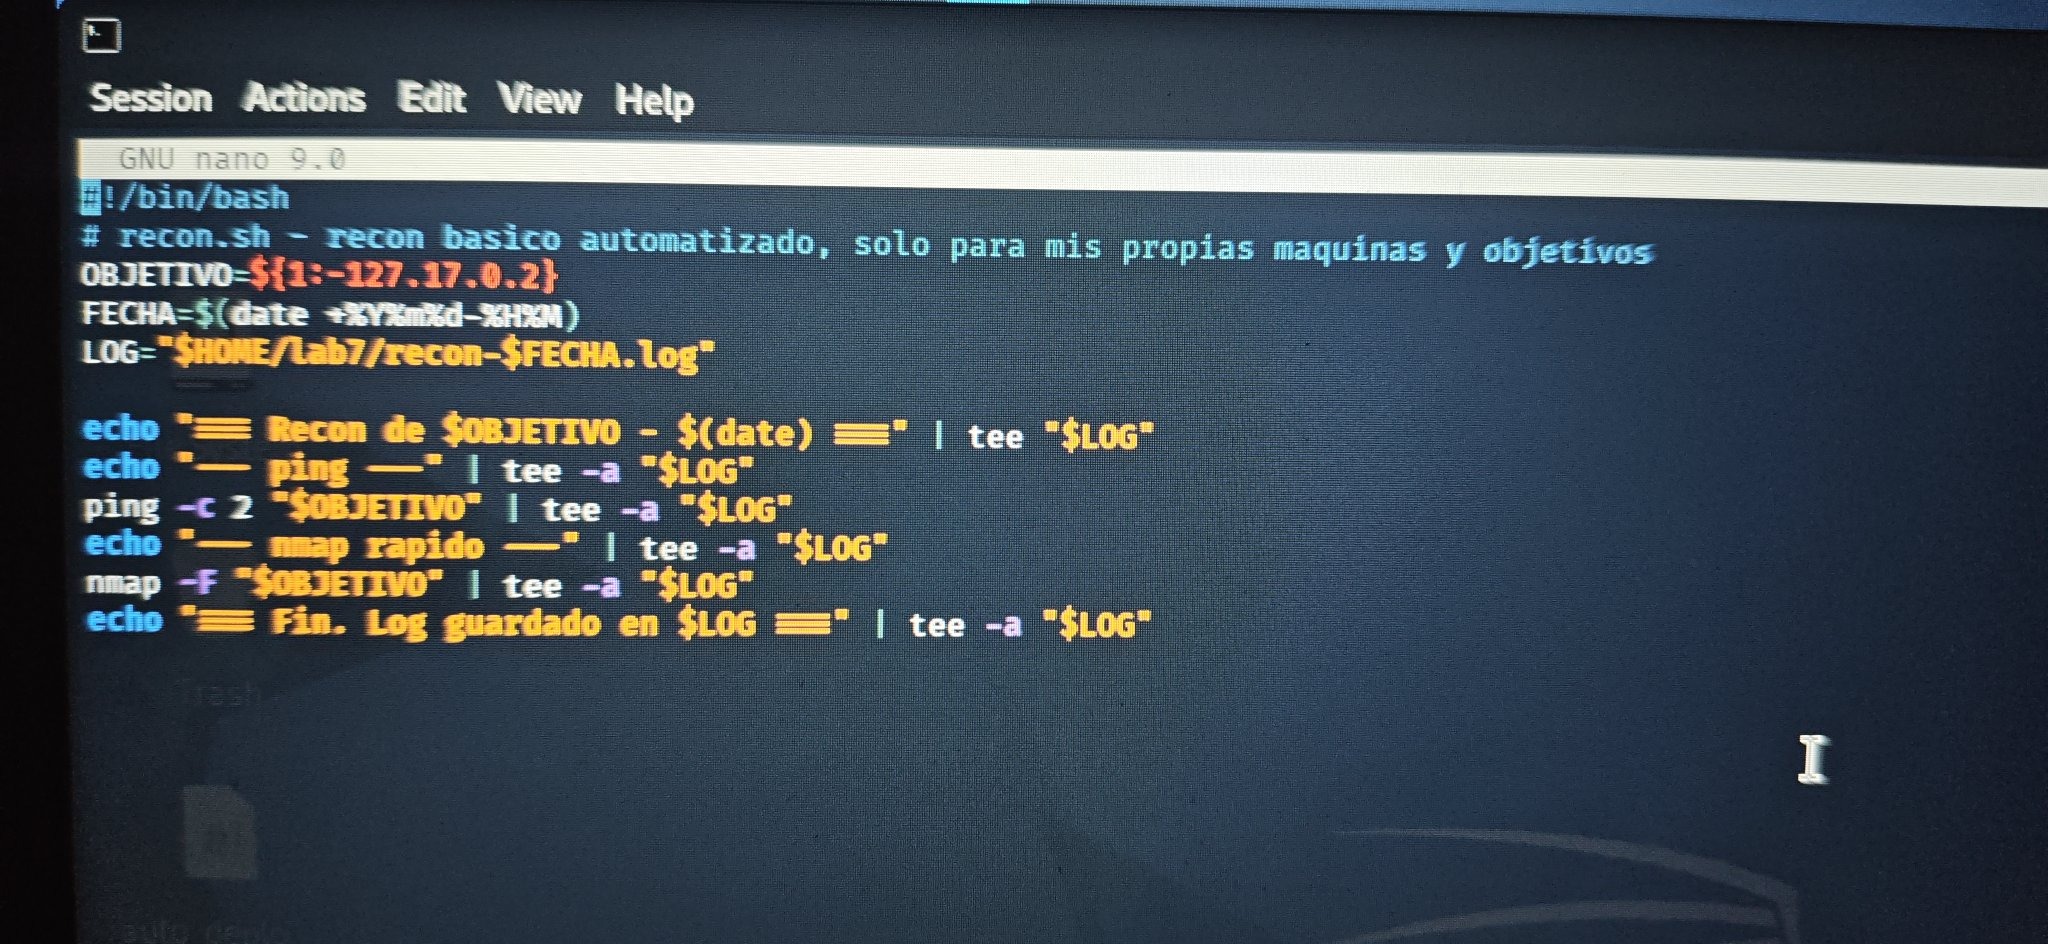 Session Actions Edit View Help
GNU nano 9.0
#!/bin/bash
# recon.sh - recon basico automatizado, solo para mis propias maquinas y objetivos
OBJETIVO=${1:-127.17.0.2}
FECHA=$(date +%Y%m%d-%H%M)
LOG="$HOME/lab7/recon-$FECHA.log"
echo "=== Recon de $OBJETIVO - $(date) ===" | tee "$LOG"
echo "--- ping ---" | tee -a "$LOG"
ping -c 2 "$OBJETIVO" | tee -a "$LOG"
echo "--- nmap rapido ---" | tee -a "$LOG"
nmap -F "$OBJETIVO" | tee -a "$LOG"
echo "=== Fin. Log guardado en $LOG ===" | tee -a "$LOG"
Trash